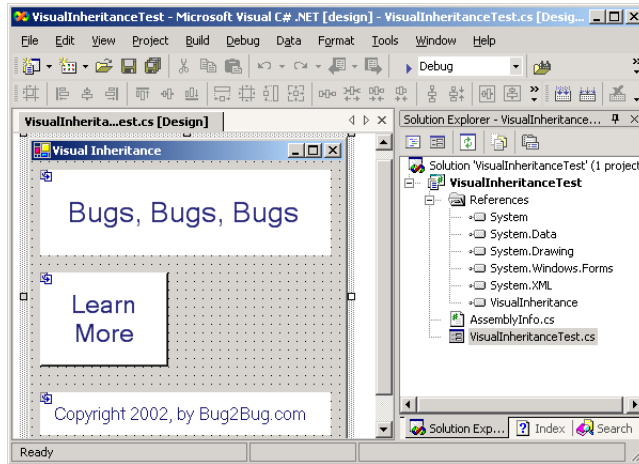 VisualInheritanceTest - Microsoft Visual C# .NET [design] - VisualInheritanceTest.cs [Desig...
File Edit View Project Build Debug Data Format Tools Window Help
Debug
VisualInherita...est.cs [Design]
Solution Explorer - VisualInheritance...
Visual Inheritance
Solution 'VisualInheritanceTest' (1 project
VisualInheritanceTest
References
System
System.Data
System.Drawing
System.Windows.Forms
System.XML
VisualInheritance
AssemblyInfo.cs
VisualInheritanceTest.cs
Bugs, Bugs, Bugs
Learn
More
Copyright 2002, by Bug2Bug.com
Solution Exp... Index Search
Ready